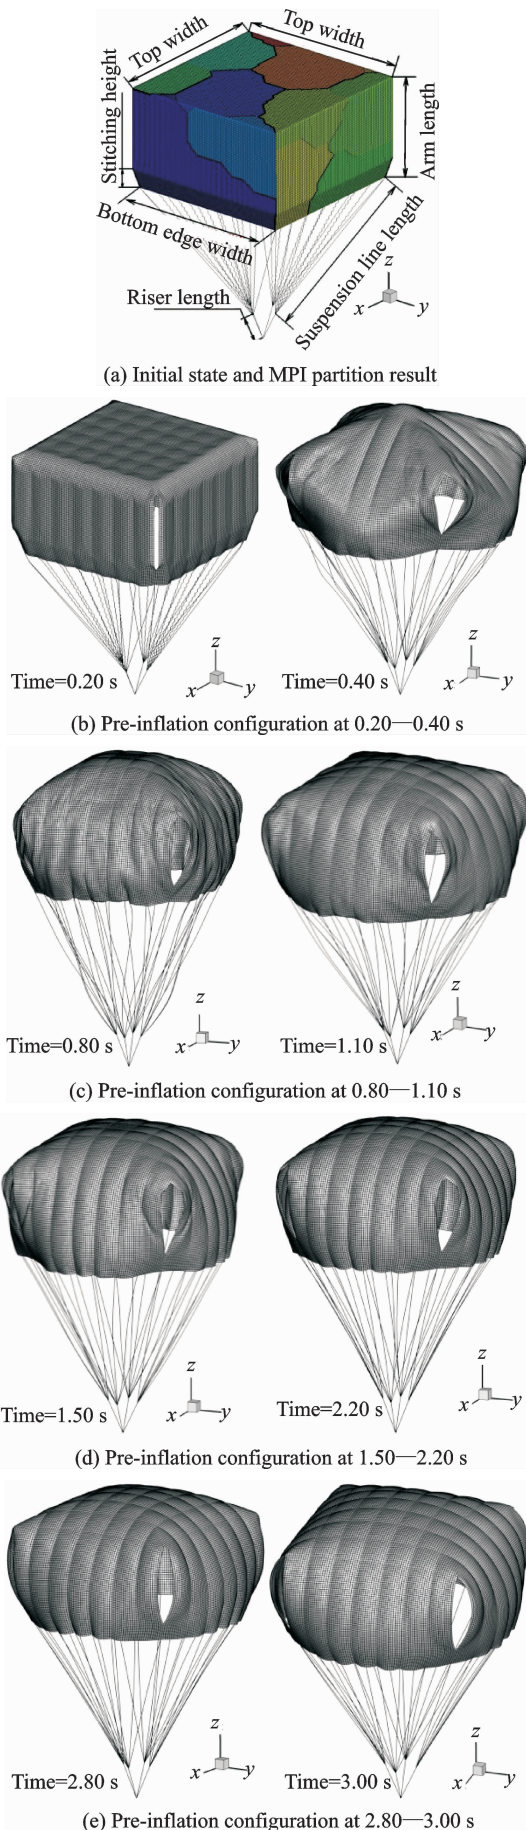 Top width
Top width
Stitching height
Arm length
Bottom edge width
Suspension line length
Riser length
z
x
y
(a) Initial state and MPI partition result
z
Time=0.20 s
x
y
z
Time=0.40 s
x
y
(b) Pre-inflation configuration at 0.20—0.40 s
z
Time=0.80 s
x
y
z
Time=1.10 s
x
y
(c) Pre-inflation configuration at 0.80—1.10 s
z
Time=1.50 s
x
y
z
Time=2.20 s
x
y
(d) Pre-inflation configuration at 1.50—2.20 s
z
Time=2.80 s
x
y
z
Time=3.00 s
x
y
(e) Pre-inflation configuration at 2.80—3.00 s